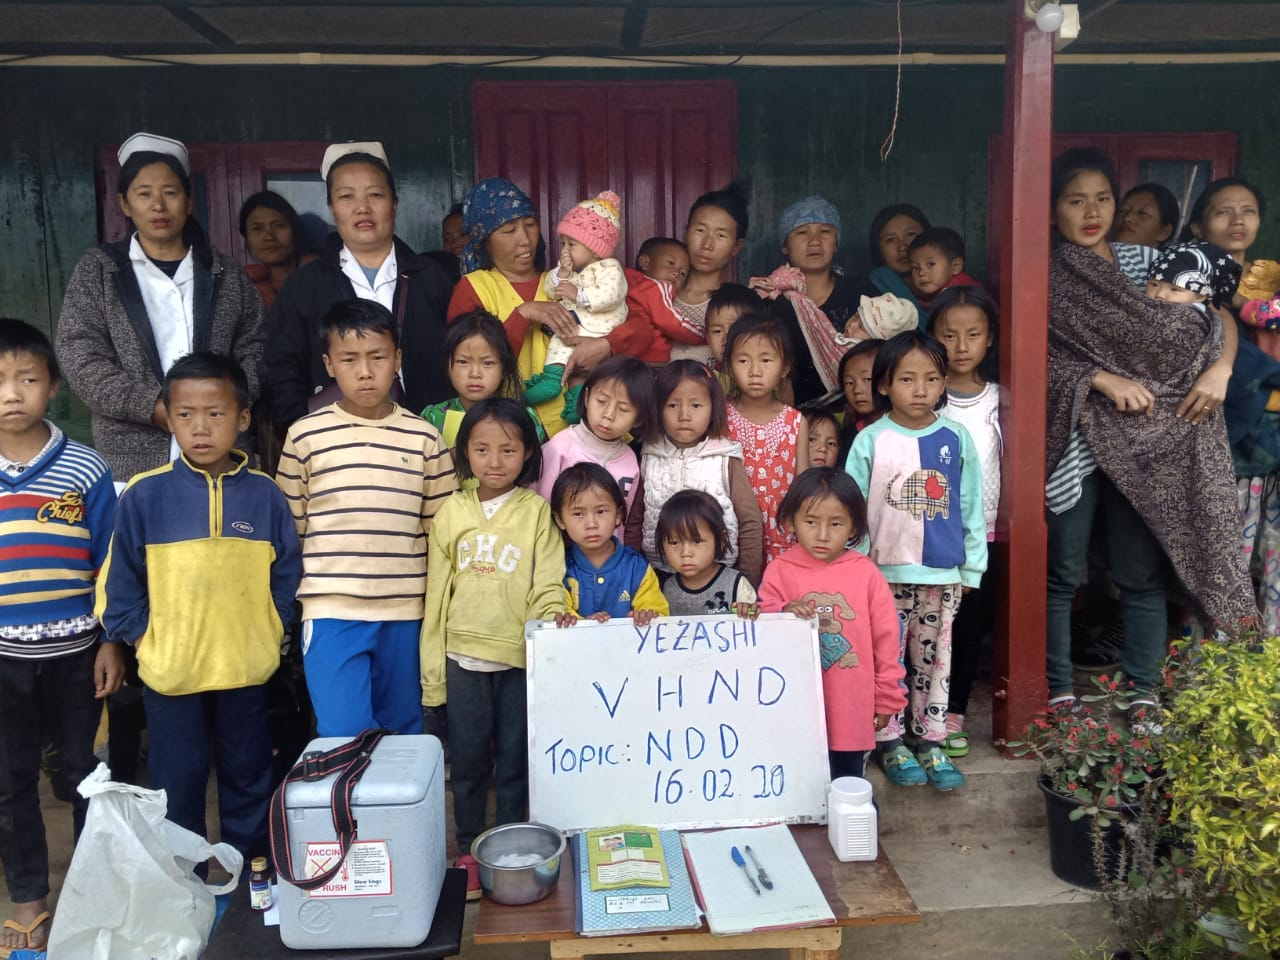 YEZASHI
VHND
TOPIC: NDD
16.02.20
VACCINE
RUSH
Chiefs
CHG